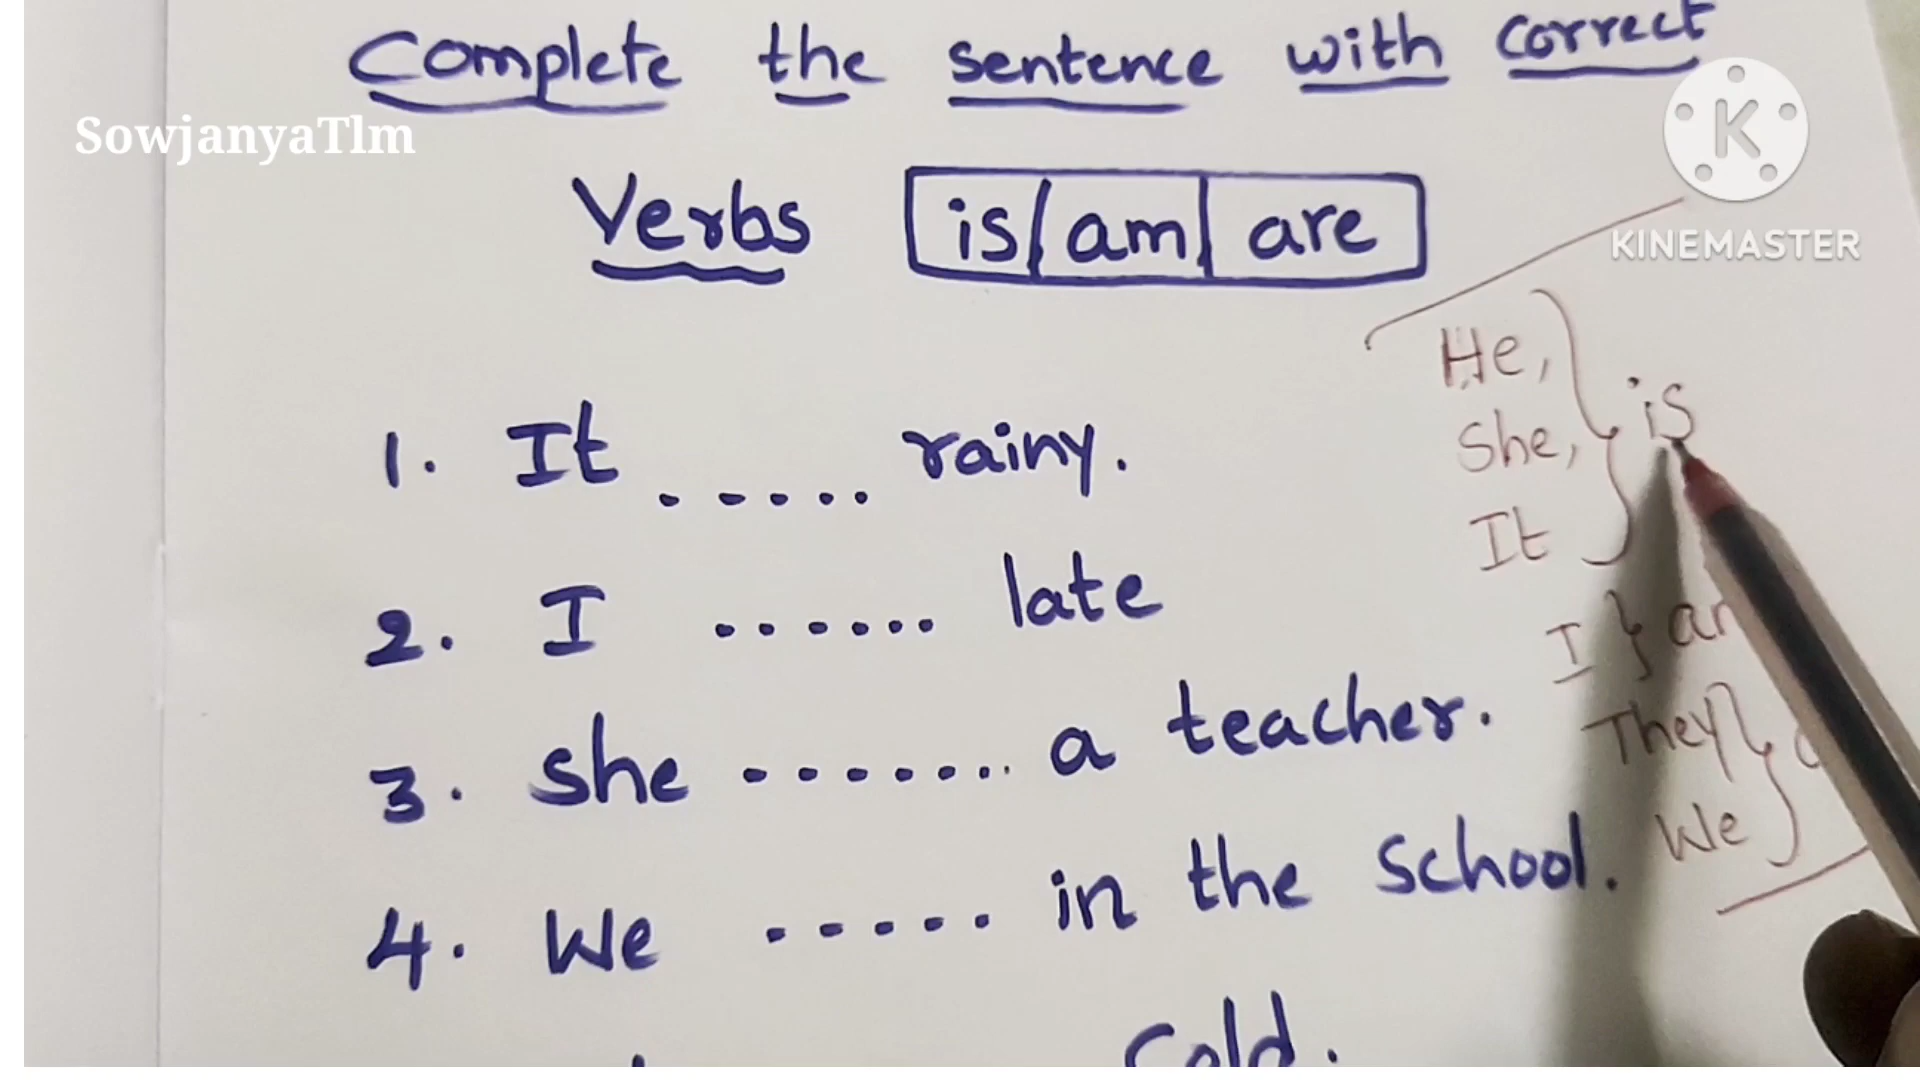 Complete the sentence with correct
SowjanyaTlm
K
KINEMASTER
Verbs is/am/are
He,
She,
It
is
1. It ..... rainy.
2. I ...... late
I
3. She ....... a teacher.
They
4. We ..... in the school.
We
Cold.